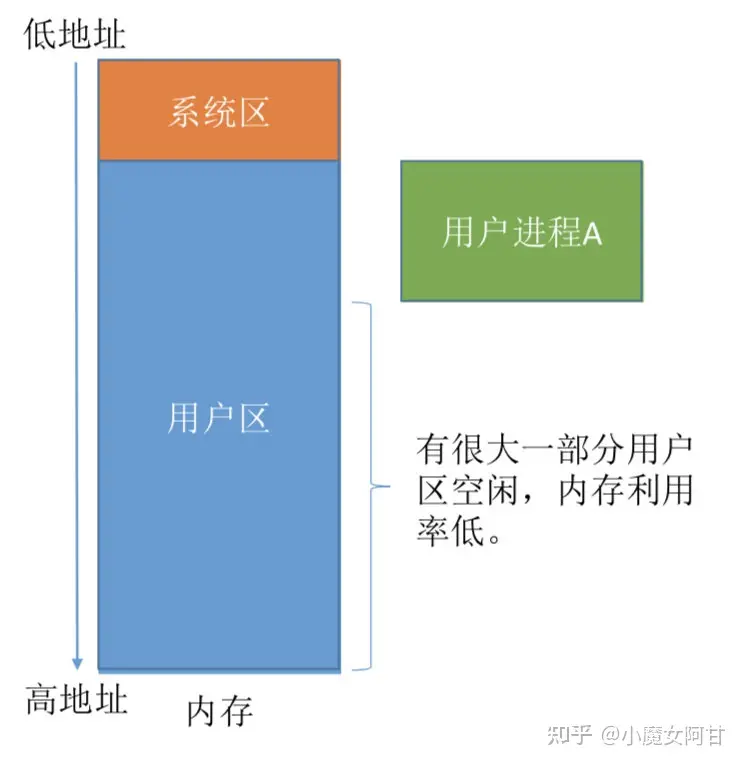 低地址
系统区
用户进程A
用户区
有很大一部分用户
区空闲，内存利用
率低。
高地址
内存
知乎 @小魔女阿甘